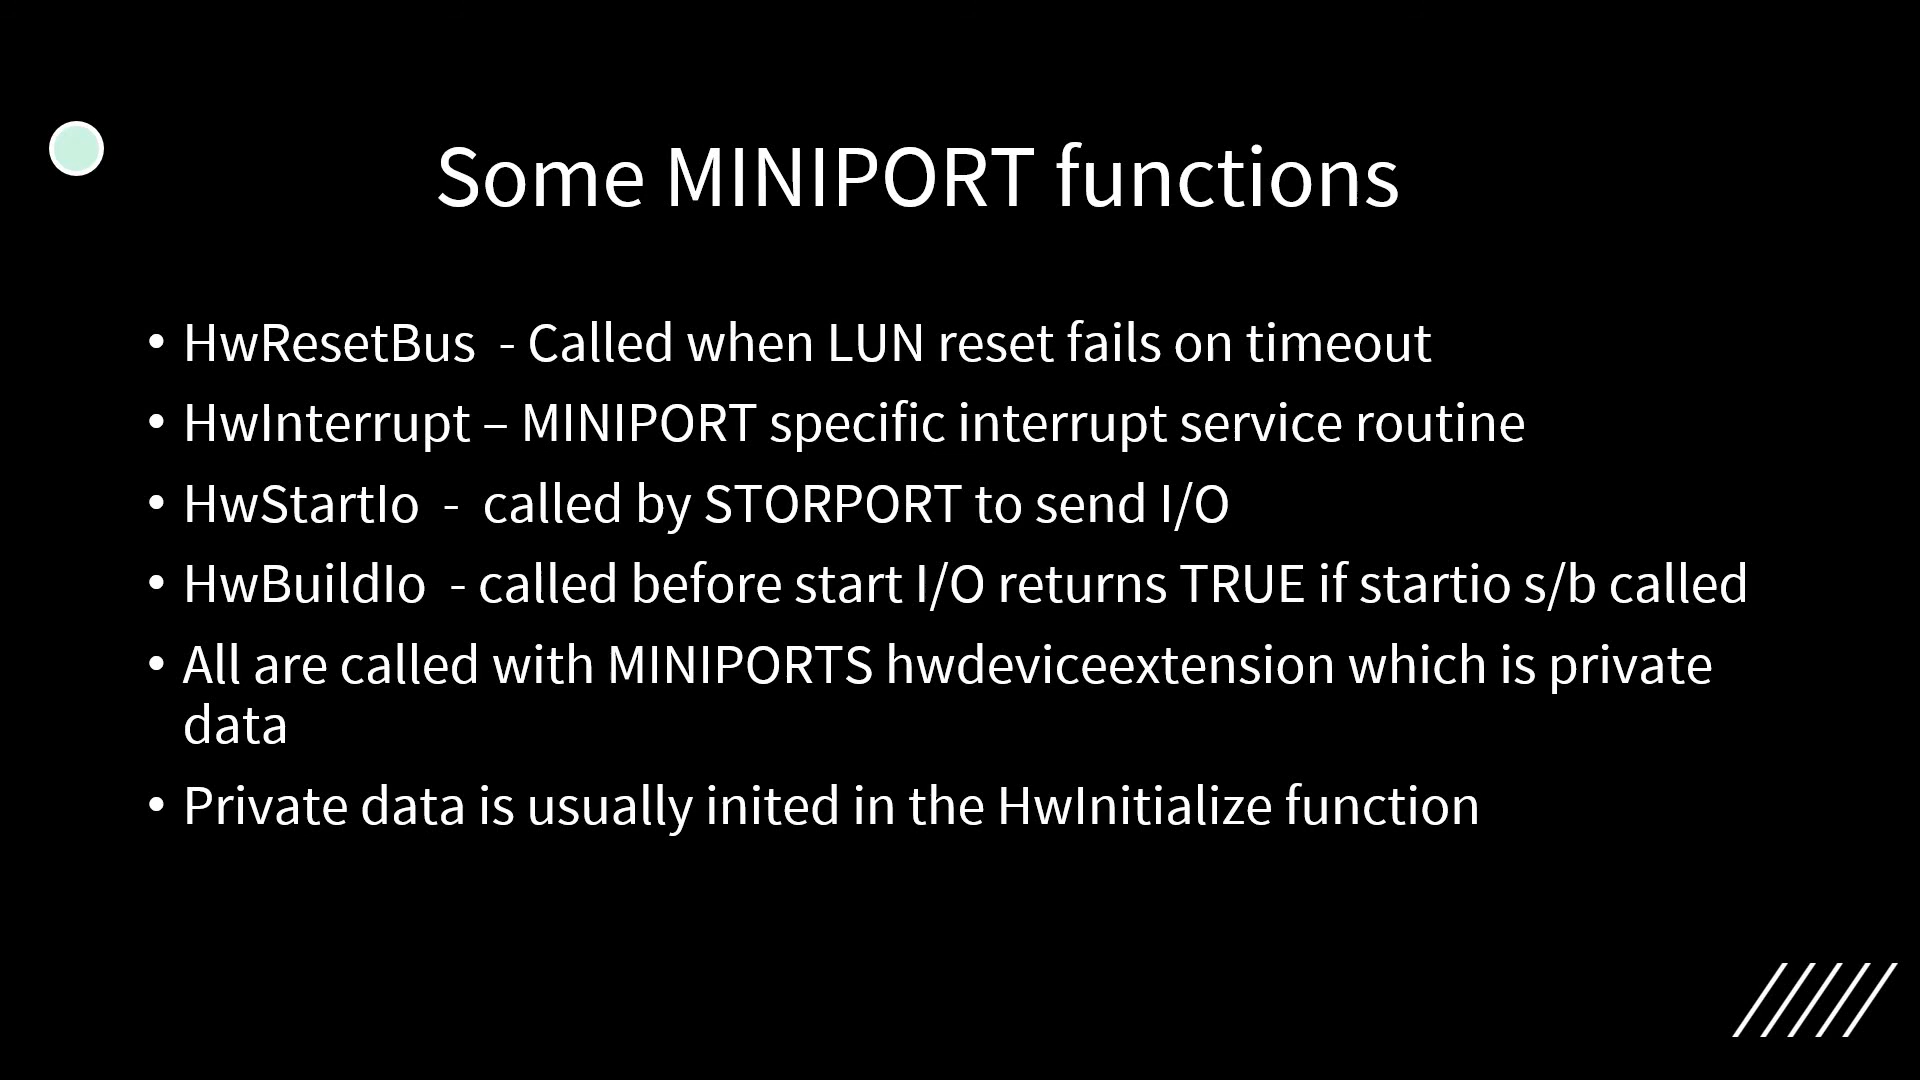 Some MINIPORT functions
• HwResetBus  - Called when LUN reset fails on timeout
• HwInterrupt – MINIPORT specific interrupt service routine
• HwStartIo  -  called by STORPORT to send I/O
• HwBuildIo  - called before start I/O returns TRUE if startio s/b called
• All are called with MINIPORTS hwdeviceextension which is private
data
• Private data is usually inited in the HwInitialize function